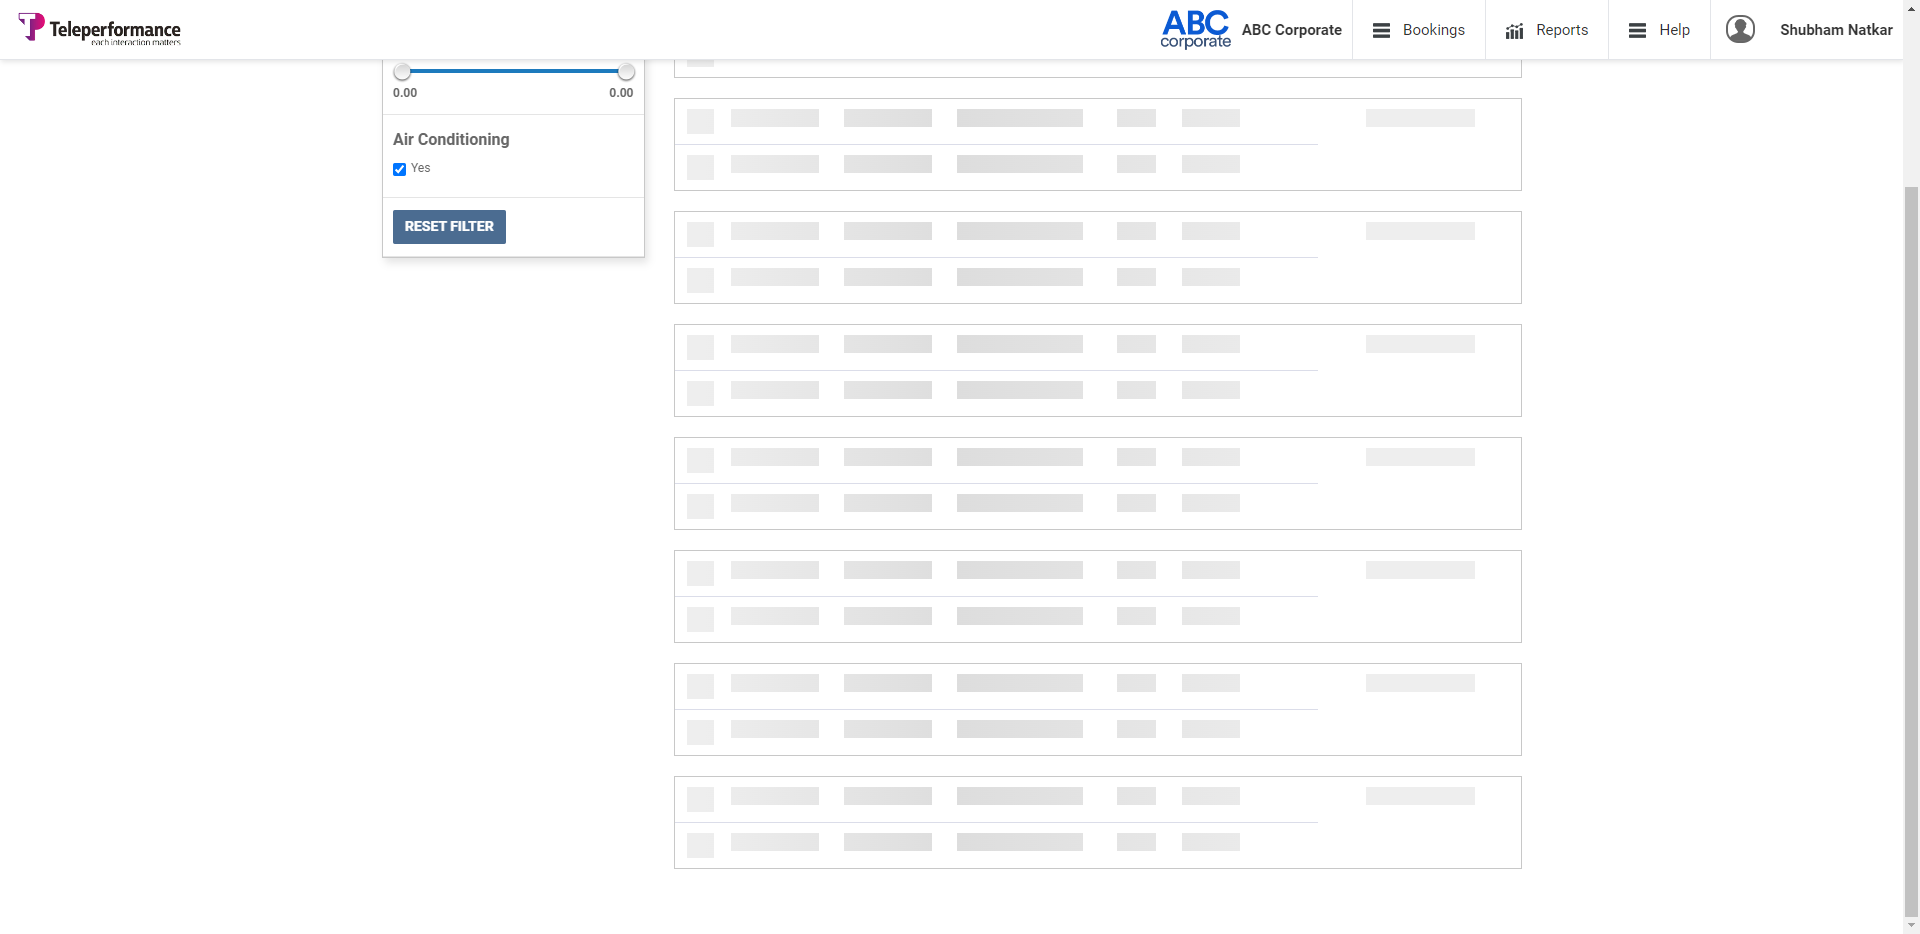 Teleperformance
each interaction matters
ABC
corporate
ABC Corporate
Bookings
Reports
Help
Shubham Natkar
0.00
0.00
Air Conditioning
Yes
RESET FILTER